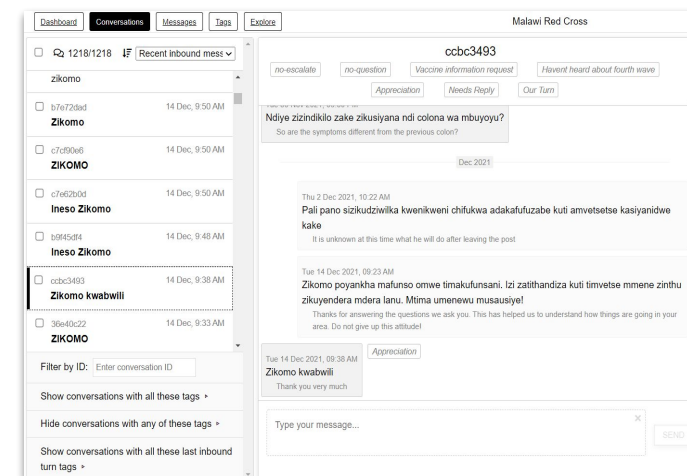 Dashboard Conversations Messages Tags Explore Malawi Red Cross
1218/1218 Recent inbound mess
zikomo
b7e72dad 14 Dec, 9:50 AM
Zikomo
c7cf90e6 14 Dec, 9:50 AM
ZIKOMO
c7e62b0d 14 Dec, 9:50 AM
Ineso Zikomo
b9f45df4 14 Dec, 9:48 AM
Ineso Zikomo
ccbc3493 14 Dec, 9:38 AM
Zikomo kwabwili
36e40c22 14 Dec, 9:33 AM
ZIKOMO
Filter by ID: Enter conversation ID
Show conversations with all these tags
Hide conversations with any of these tags
Show conversations with all these last inbound
turn tags
ccbc3493
no-escalate no-question Vaccine information request Havent heard about fourth wave
Appreciation Needs Reply Our Turn
Ndiye zizindikilo zake zikusiyana ndi colona wa mbuyoyu?
So are the symptoms different from the previous colon?
Dec 2021
Thu 2 Dec 2021, 10:22 AM
Pali pano sizikudziwilka kwenikweni chifukwa adakafufuzabe kuti amvetsetse kasiyanidwe
kake
It is unknown at this time what he will do after leaving the post
Tue 14 Dec 2021, 09:23 AM
Zikomo poyankha mafunso omwe timakufunsani. Izi zatithandiza kuti timvetse mmene zinthu
zikuyendera mdera lanu. Mtima umenewu musausiye!
Thanks for answering the questions we ask you. This has helped us to understand how things are going in your
area. Do not give up this attitude!
Tue 14 Dec 2021, 09:38 AM Appreciation
Zikomo kwabwili
Thank you very much
Type your message...
SEND